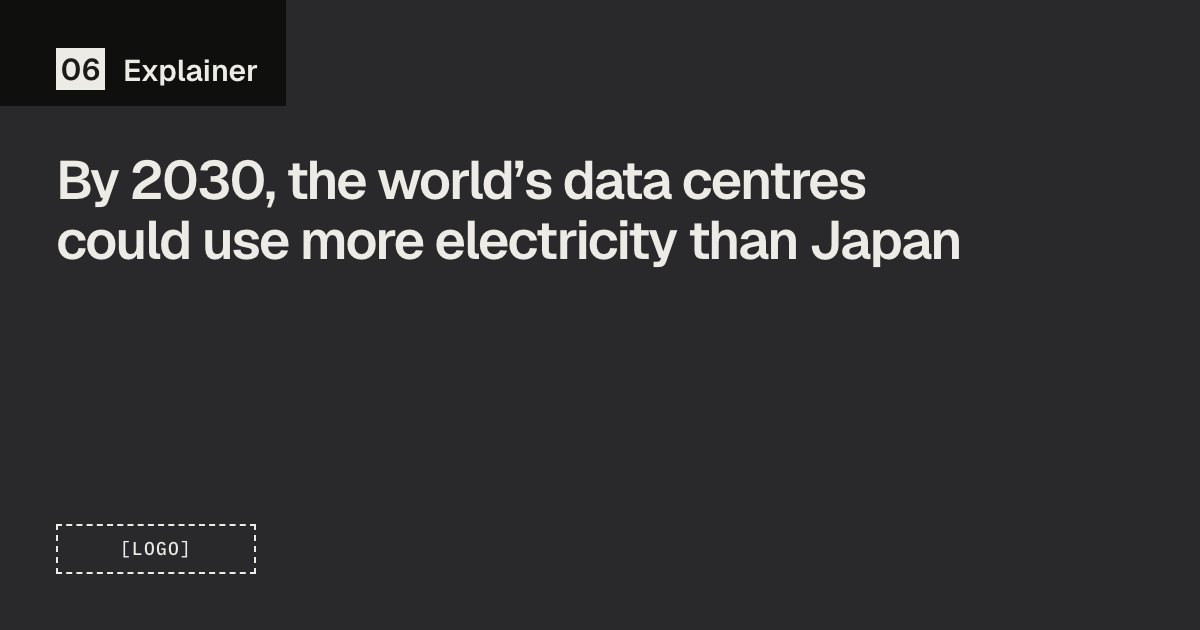 06 Explainer
By 2030, the world’s data centres
could use more electricity than Japan
[LOGO]